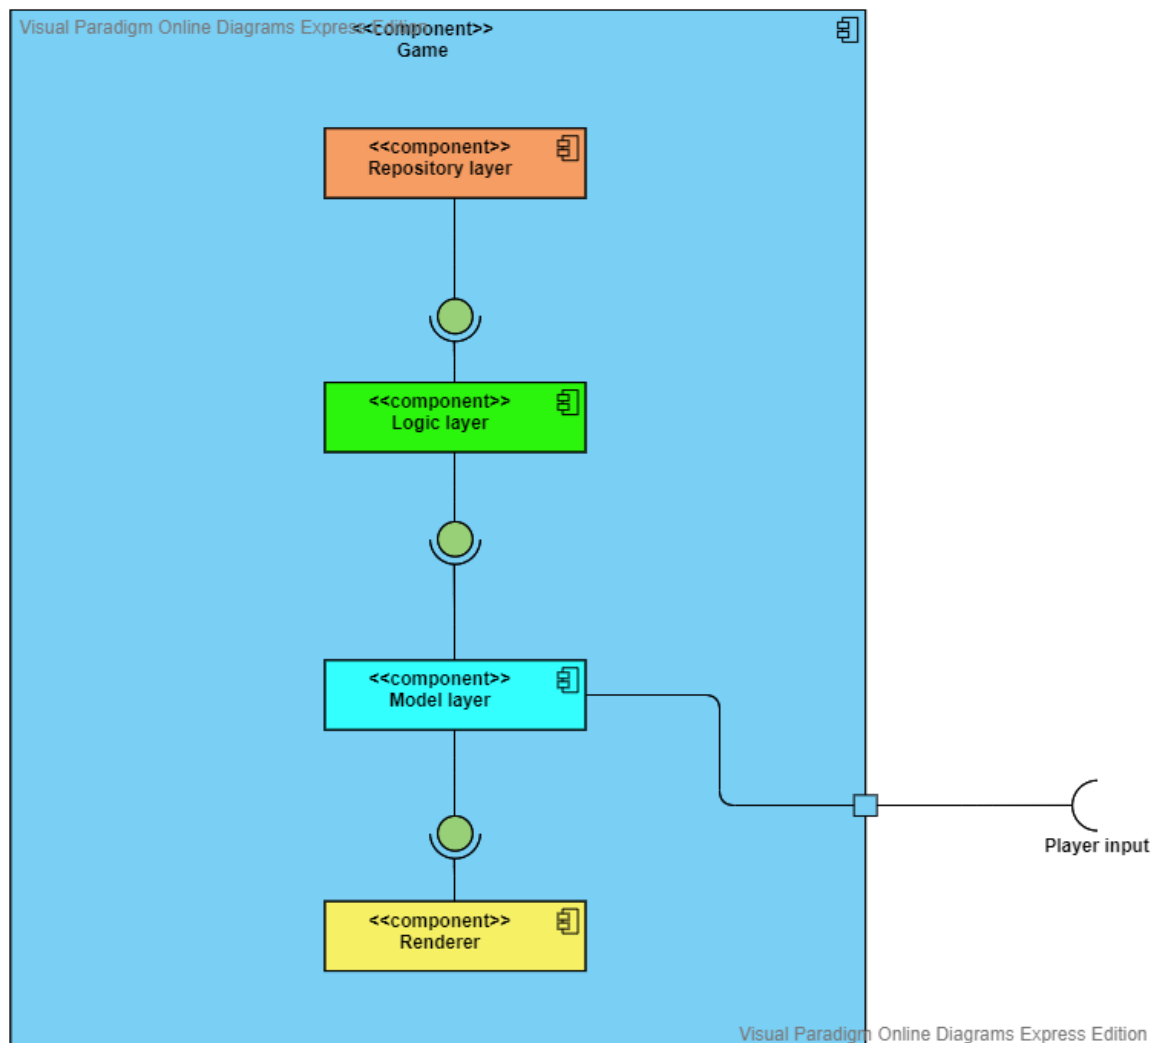 Visual Paradigm Online Diagrams Express Edition
<<component>>
Game
<<component>>
Repository layer
<<component>>
Logic layer
<<component>>
Model layer
Player input
<<component>>
Renderer
Visual Paradigm Online Diagrams Express Edition